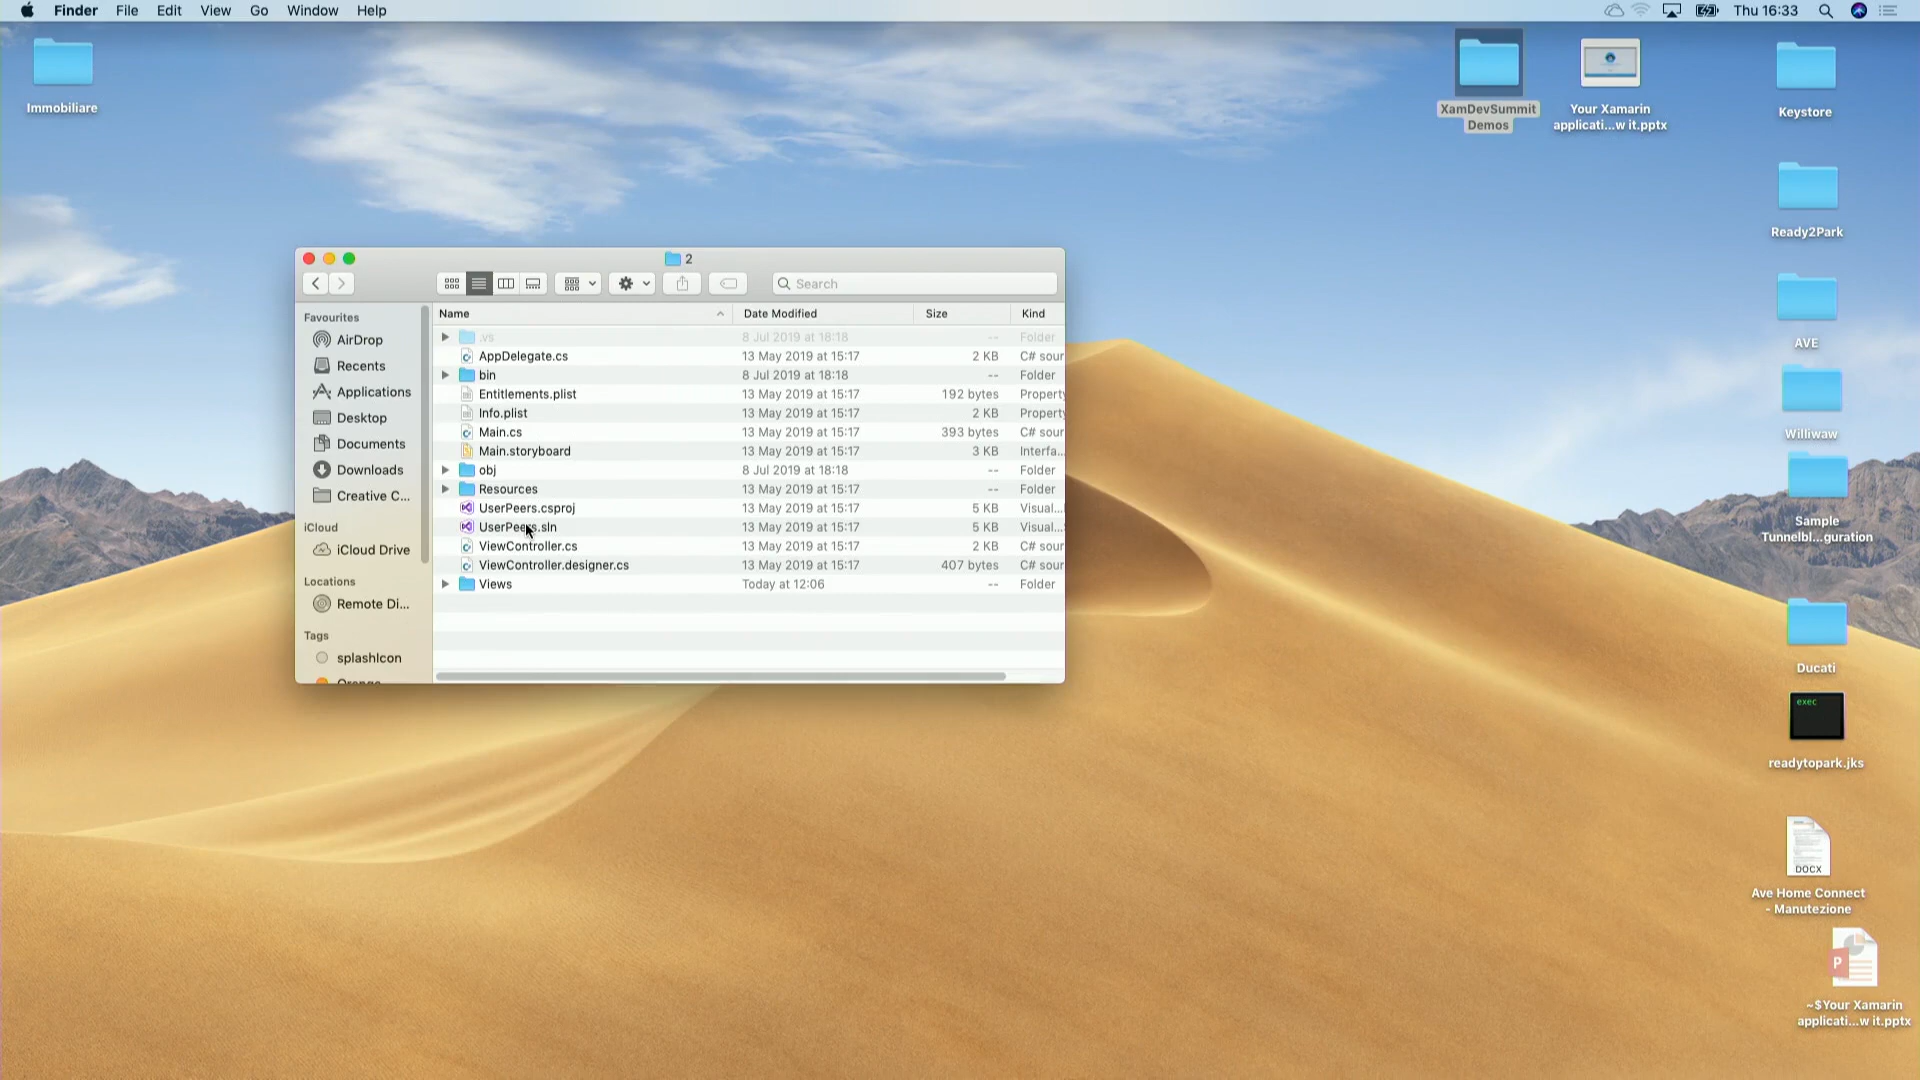 Finder File Edit View Go Window Help
Thu 16:33
Immobiliare
XamDevSummit
Demos
Your Xamarin
applicati...w it.pptx
Keystore
Ready2Park
AVE
Williwaw
Sample
Tunnelbl...guration
Ducati
exec
readytopark.jks
DOCX
Ave Home Connect
- Manutezione
P
~$Your Xamarin
applicati...w it.pptx
2
Search
Favourites
AirDrop
Recents
Applications
Desktop
Documents
Downloads
Creative C...
iCloud
iCloud Drive
Locations
Remote Di...
Tags
splashIcon
Orange
Name Date Modified Size Kind
.vs 8 Jul 2019 at 18:18 -- Folder
AppDelegate.cs 13 May 2019 at 15:17 2 KB C# sour
bin 8 Jul 2019 at 18:18 -- Folder
Entitlements.plist 13 May 2019 at 15:17 192 bytes Property
Info.plist 13 May 2019 at 15:17 2 KB Property
Main.cs 13 May 2019 at 15:17 393 bytes C# sour
Main.storyboard 13 May 2019 at 15:17 3 KB Interfa...
obj 8 Jul 2019 at 18:18 -- Folder
Resources 13 May 2019 at 15:17 -- Folder
UserPeers.csproj 13 May 2019 at 15:17 5 KB Visual...
UserPeers.sln 13 May 2019 at 15:17 5 KB Visual...
ViewController.cs 13 May 2019 at 15:17 2 KB C# sour
ViewController.designer.cs 13 May 2019 at 15:17 407 bytes C# sour
Views Today at 12:06 -- Folder